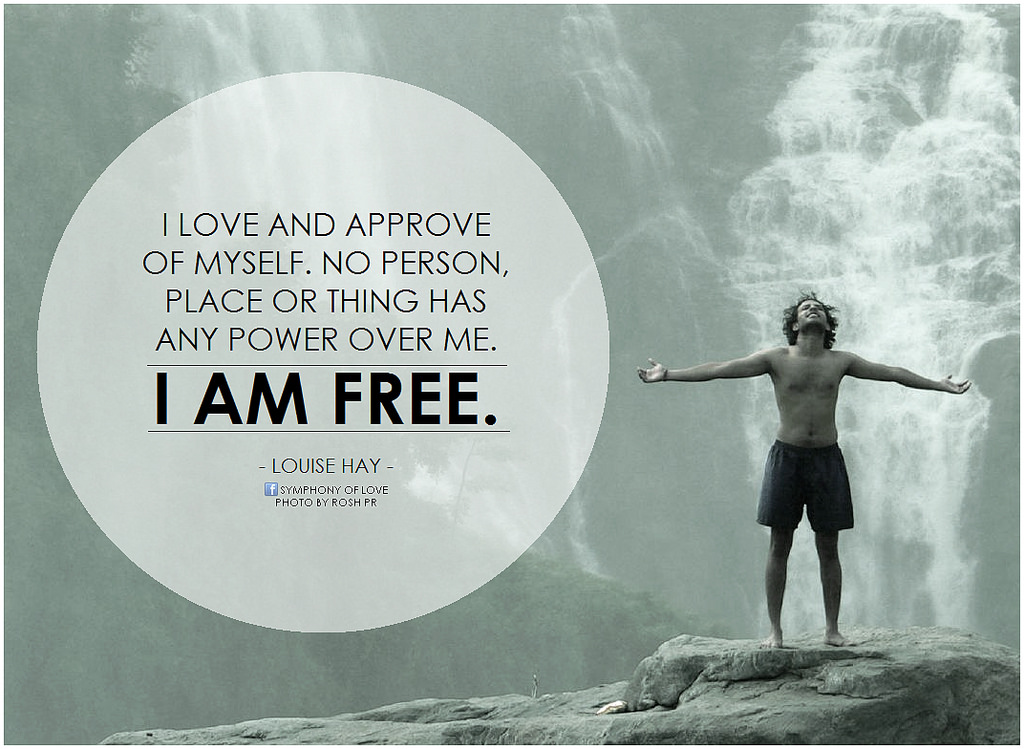 I LOVE AND APPROVE
OF MYSELF. NO PERSON,
PLACE OR THING HAS
ANY POWER OVER ME.
I AM FREE.
- LOUISE HAY -
f SYMPHONY OF LOVE
PHOTO BY ROSH PR